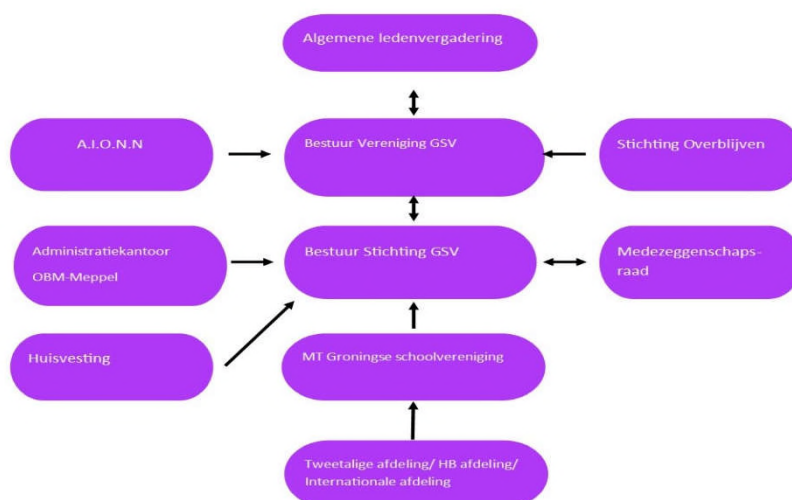 Algemene ledenvergadering
A.I.O.N.N
Bestuur Vereniging GSV
Stichting Overblijven
Administratiekantoor
OBM-Meppel
Bestuur Stichting GSV
Medezeggenschaps-
raad
Huisvesting
MT Groningse schoolvereniging
Tweetalige afdeling/ HB afdeling/
Internationale afdeling